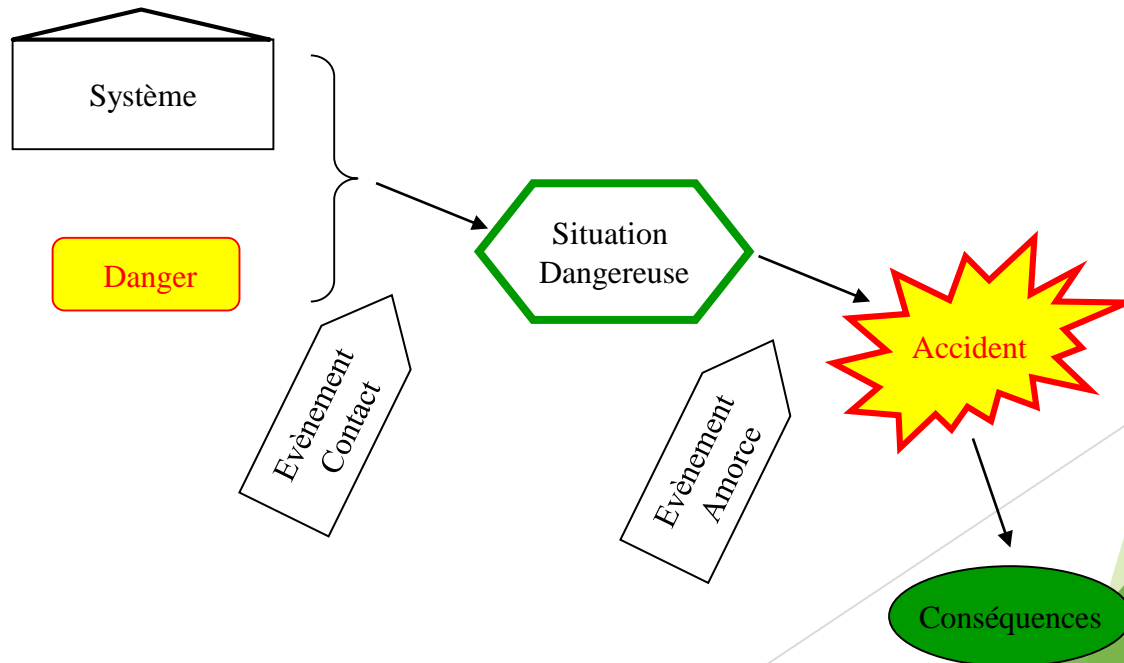 Système
Danger
Evènement
Contact
Situation
Dangereuse
Evènement
Amorce
Accident
Conséquences